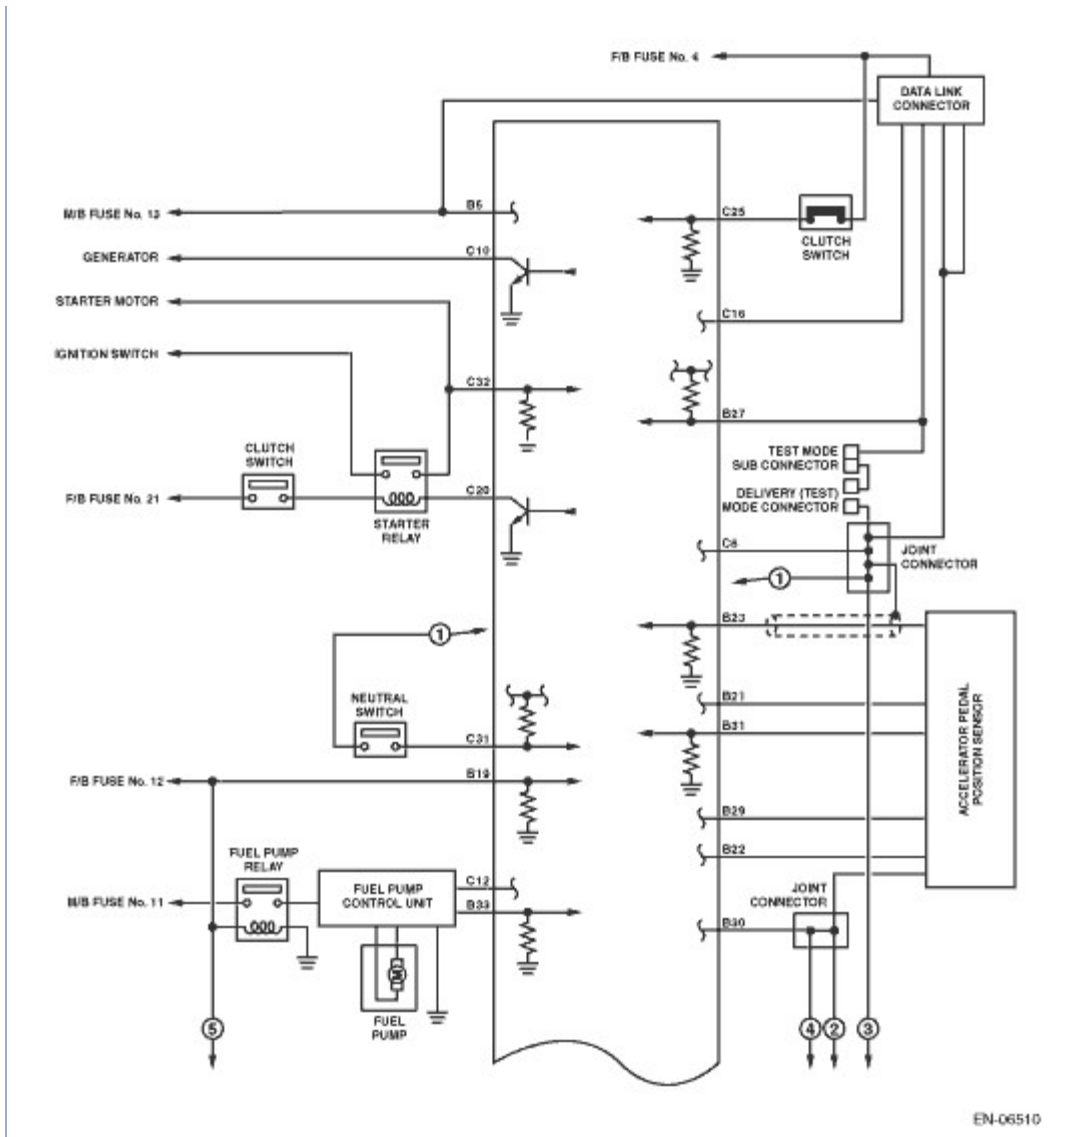 F/B FUSE No. 4
DATA LINK
CONNECTOR
B5
M/B FUSE No. 13
C25
CLUTCH
SWITCH
C10
GENERATOR
STARTER MOTOR
C16
IGNITION SWITCH
C32
B27
CLUTCH
SWITCH
TEST MODE
SUB CONNECTOR
F/B FUSE No. 21
C20
DELIVERY (TEST)
MODE CONNECTOR
STARTER
RELAY
C6
JOINT
CONNECTOR
1
B23
1
NEUTRAL
SWITCH
B21
C31
B31
ACCELERATOR PEDAL
POSITION SENSOR
F/B FUSE No. 12
B19
B29
FUEL PUMP
RELAY
B22
C12
FUEL PUMP
CONTROL UNIT
JOINT
CONNECTOR
M/B FUSE No. 11
B33
B30
M
FUEL
PUMP
5
4
2
3
EN-06510